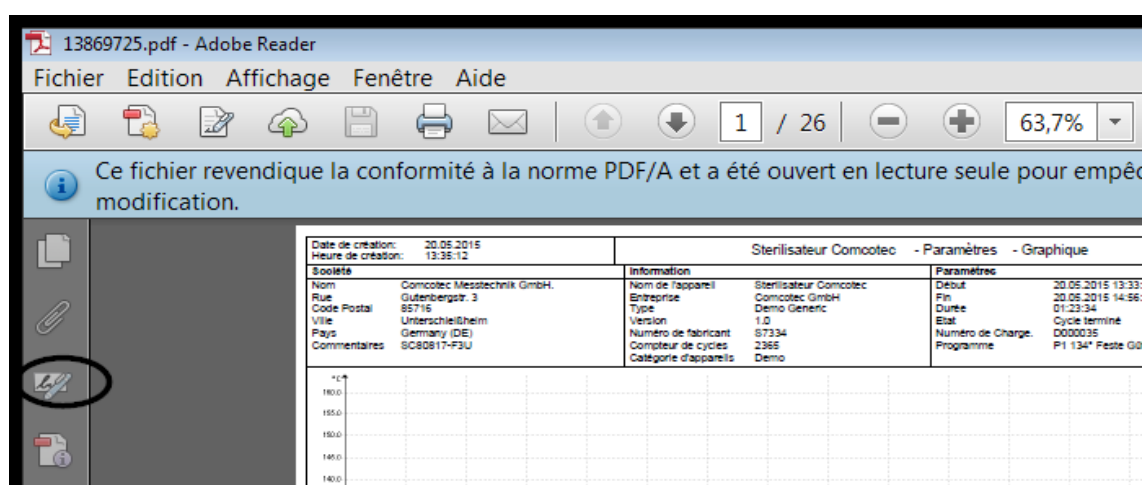 13869725.pdf - Adobe Reader
Fichier Edition Affichage Fenêtre Aide
1 / 26 63,7%
Ce fichier revendique la conformité à la norme PDF/A et a été ouvert en lecture seule pour empêc
modification.
Date de création: 20.05.2015
Heure de création: 13:35:12
Sterilisateur Comcotec - Paramètres - Graphique
Société
Nom Comcotec Messtechnik GmbH.
Rue Gutenbergstr. 3
Code Postal 85716
Ville Unterschleißheim
Pays Germany (DE)
Commentaires SC80817-F3U
Information
Nom de l'appareil Sterilisateur Comcotec
Entreprise Comcotec GmbH
Type Demo Generic
Version 1.0
Numéro de fabricant S7334
Compteur de cycles 2365
Catégorie d'appareils Demo
Paramètres
Début 20.05.2015 13:33:
Fin 20.05.2015 14:56:
Durée 01:23:34
Etat Cycle terminé
Numéro de Charge. D000035
Programme P1 134° Feste Gü
°C
160.0
155.0
150.0
145.0
140.0